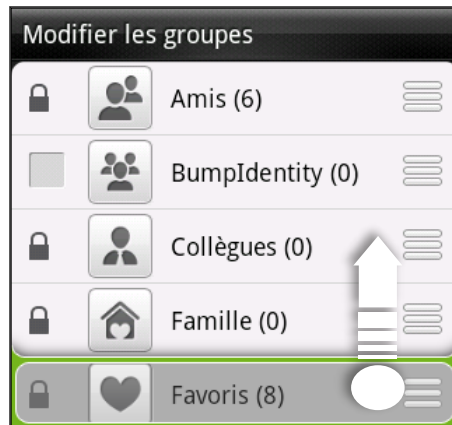 Modifier les groupes
Amis (6)
BumpIdentity (0)
Collègues (0)
Famille (0)
Favoris (8)